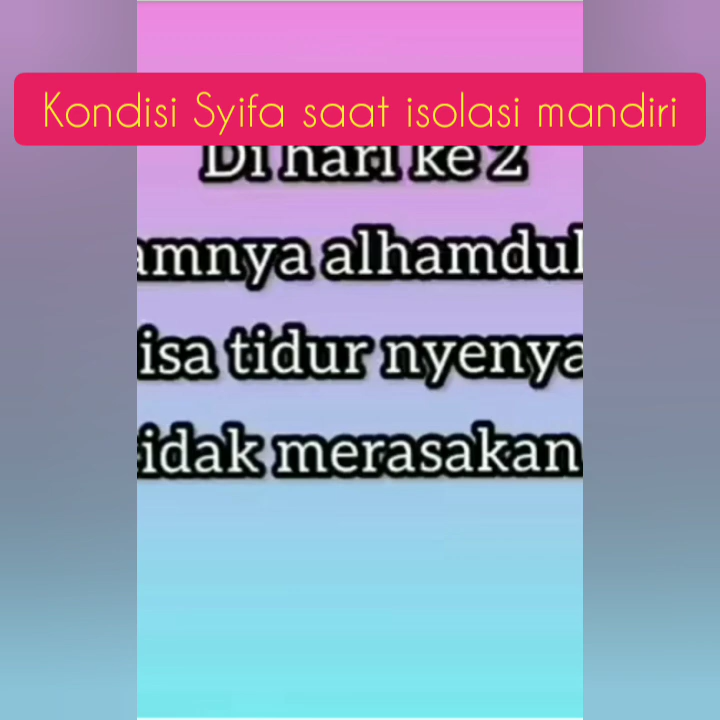 Kondisi Syifa saat isolasi mandiri
Di hari ke 2
amnya alhamdul
isa tidur nyenya
idak merasakan